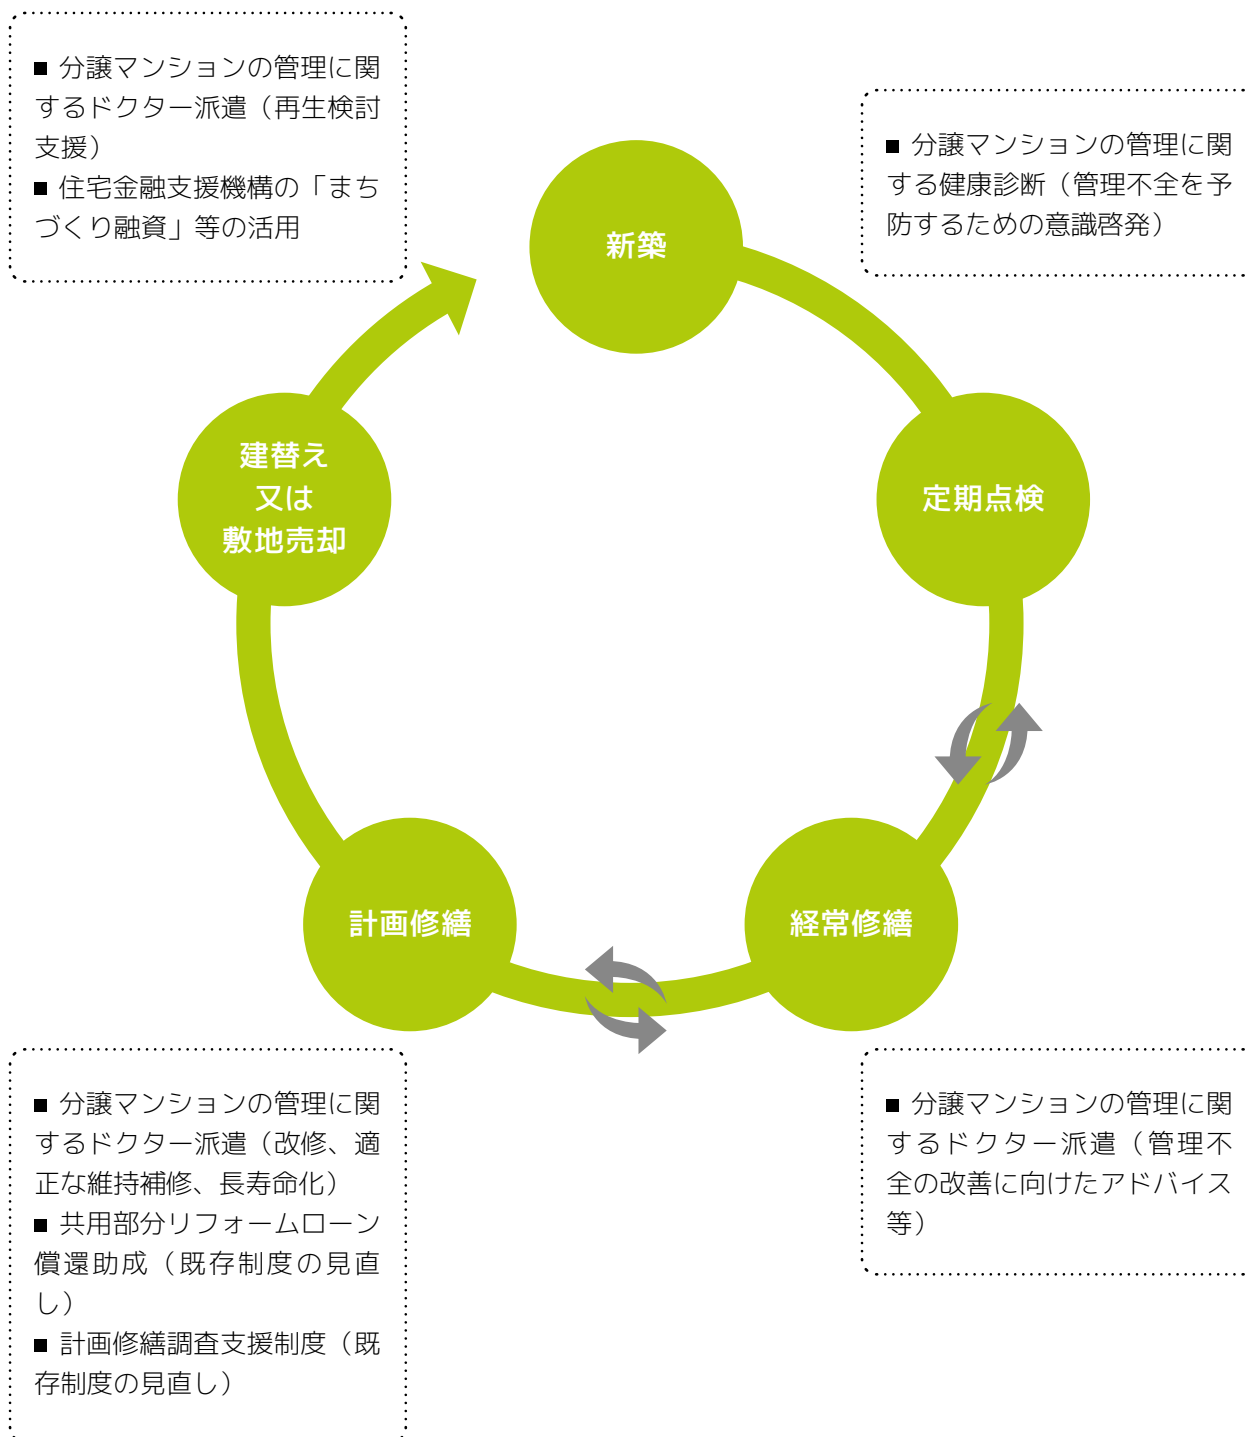 ■ 分譲マンションの管理に関
するドクター派遣（再生検討
支援）
■ 住宅金融支援機構の「まち
づくり融資」等の活用
■ 分譲マンションの管理に関
する健康診断（管理不全を予
防するための意識啓発）
新築
定期点検
建替え
又は
敷地売却
計画修繕
経常修繕
■ 分譲マンションの管理に関
するドクター派遣（改修、適
正な維持補修、長寿命化）
■ 共用部分リフォームローン
償還助成（既存制度の見直
し）
■ 計画修繕調査支援制度（既
存制度の見直し）
■ 分譲マンションの管理に関
するドクター派遣（管理不
全の改善に向けたアドバイス
等）